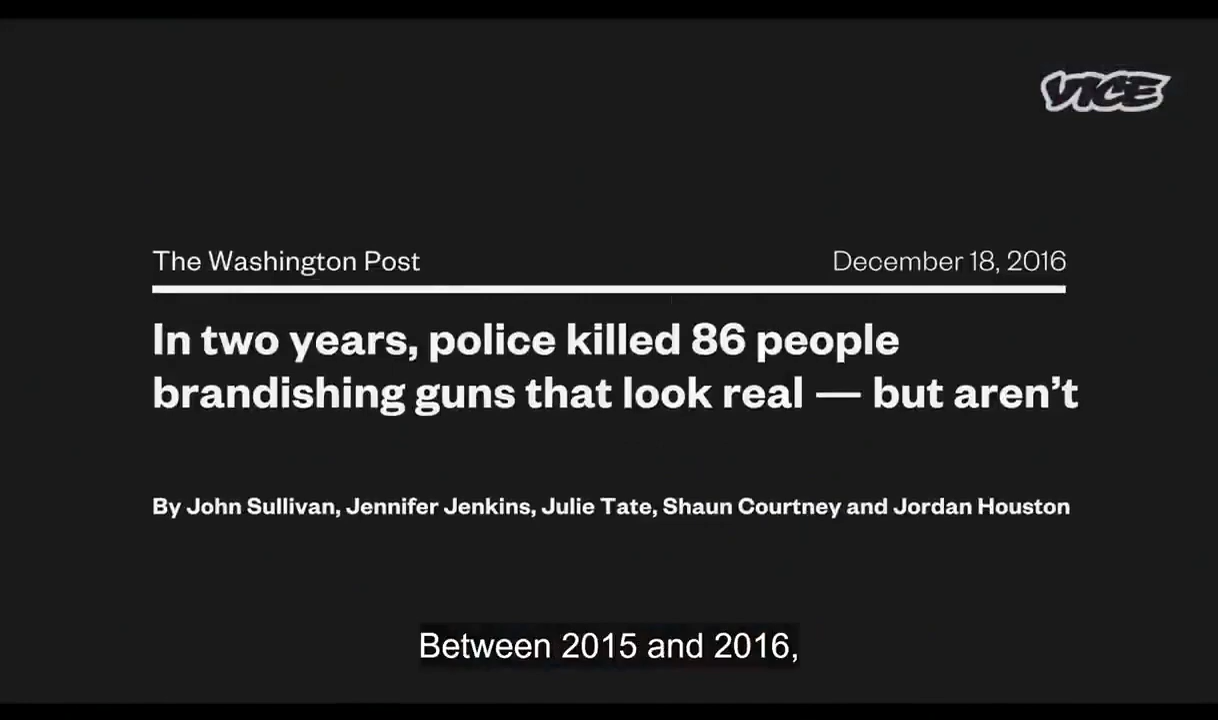 VICE
The Washington Post
December 18, 2016
In two years, police killed 86 people
brandishing guns that look real — but aren’t
By John Sullivan, Jennifer Jenkins, Julie Tate, Shaun Courtney and Jordan Houston
Between 2015 and 2016,